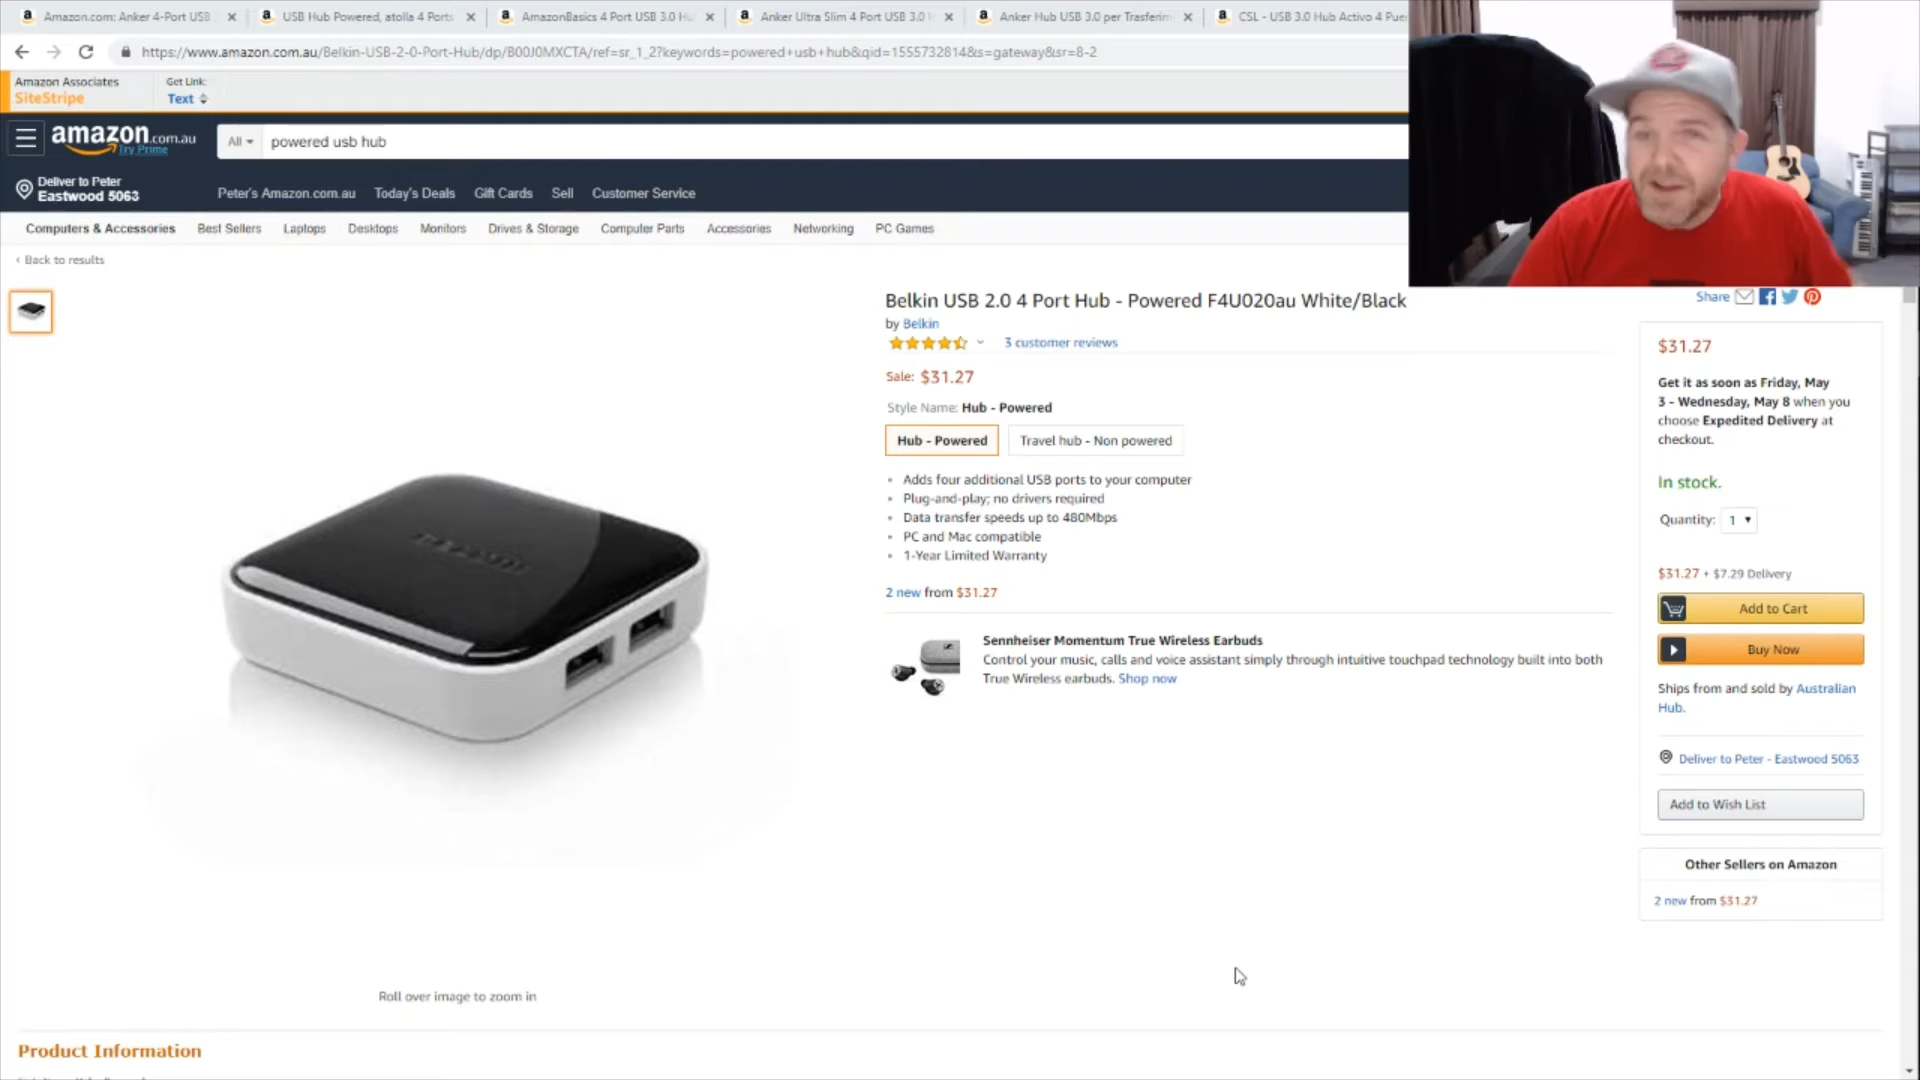 Amazon.com: Anker 4-Port USB
USB Hub Powered, atolla 4 Ports
AmazonBasics 4 Port USB 3.0 Hu
Anker Ultra Slim 4 Port USB 3.0
Anker Hub USB 3.0 per Trasferim
CSL - USB 3.0 Hub Activo 4 Pue
https://www.amazon.com.au/Belkin-USB-2-0-Port-Hub/dp/B00J0MXCTA/ref=sr_1_2?keywords=powered+usb+hub&qid=1555732814&s=gateway&sr=8-2
Amazon Associates
SiteStripe
Get Link:
Text
amazon.com.au
Try Prime
All
powered usb hub
Deliver to Peter
Eastwood 5063
Peter's Amazon.com.au Today's Deals Gift Cards Sell Customer Service
Computers & Accessories Best Sellers Laptops Desktops Monitors Drives & Storage Computer Parts Accessories Networking PC Games
‹ Back to results
Belkin USB 2.0 4 Port Hub - Powered F4U020au White/Black
by Belkin
3 customer reviews
Sale: $31.27
Style Name: Hub - Powered
Hub - Powered
Travel hub - Non powered
• Adds four additional USB ports to your computer
• Plug-and-play; no drivers required
• Data transfer speeds up to 480Mbps
• PC and Mac compatible
• 1-Year Limited Warranty
2 new from $31.27
Sennheiser Momentum True Wireless Earbuds
Control your music, calls and voice assistant simply through intuitive touchpad technology built into both
True Wireless earbuds. Shop now
Roll over image to zoom in
Product Information
Share
$31.27
Get it as soon as Friday, May
3 - Wednesday, May 8 when you
choose Expedited Delivery at
checkout.
In stock.
Quantity: 1
$31.27 + $7.29 Delivery
Add to Cart
Buy Now
Ships from and sold by Australian
Hub.
Deliver to Peter - Eastwood 5063
Add to Wish List
Other Sellers on Amazon
2 new from $31.27